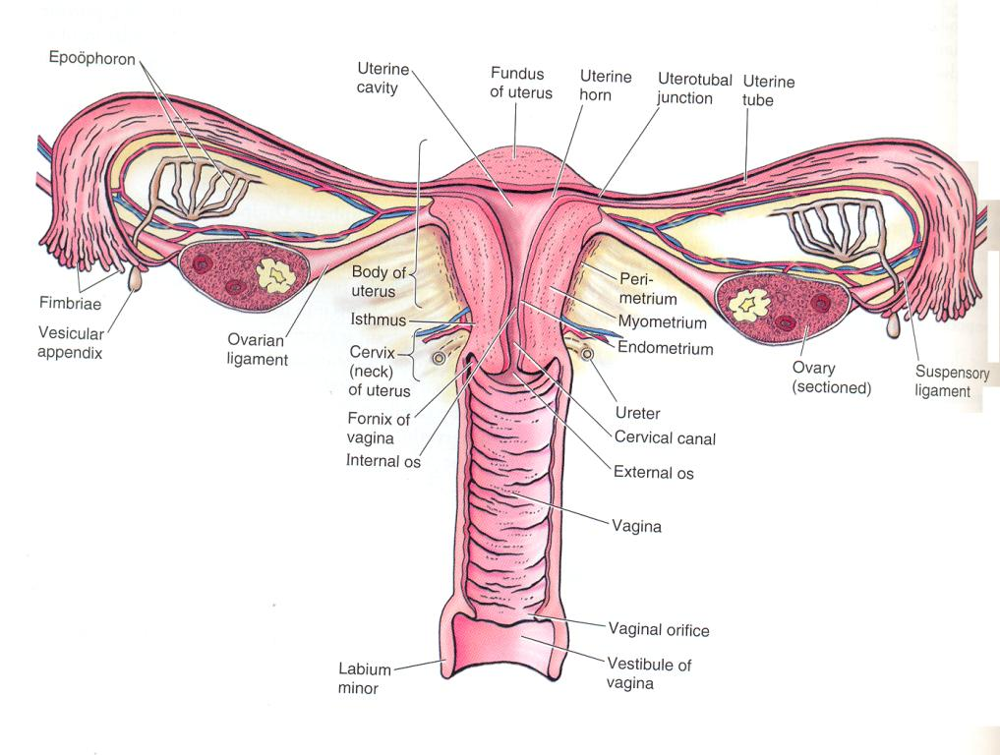 Epoöphoron
Uterine
cavity
Fundus
of uterus
Uterine
horn
Uterotubal
junction
Uterine
tube
Fimbriae
Vesicular
appendix
Ovarian
ligament
Body of
uterus
Isthmus
Cervix
(neck)
of uterus
Fornix of
vagina
Internal os
Peri-
metrium
Myometrium
Endometrium
Ureter
Cervical canal
External os
Ovary
(sectioned)
Suspensory
ligament
Vagina
Vaginal orifice
Vestibule of
vagina
Labium
minor